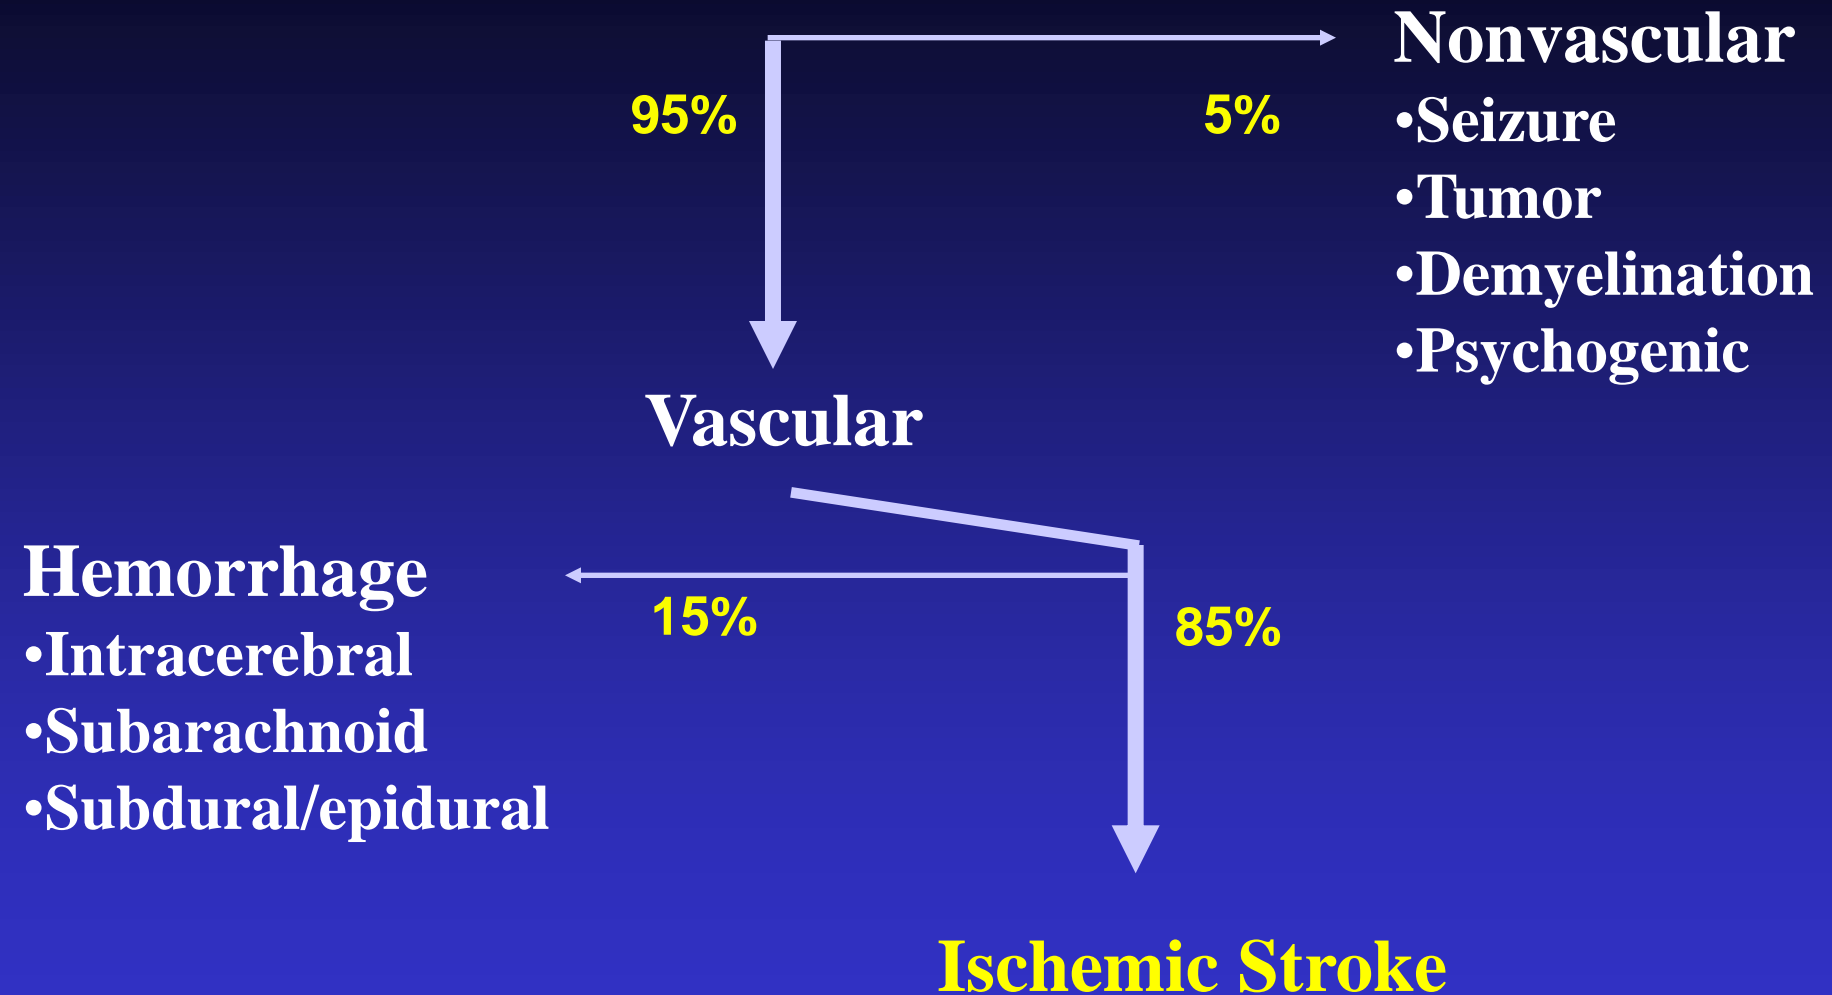 Nonvascular
95%
5%
•Seizure
•Tumor
•Demyelination
•Psychogenic
Vascular
Hemorrhage
15%
85%
•Intracerebral
•Subarachnoid
•Subdural/epidural
Ischemic Stroke